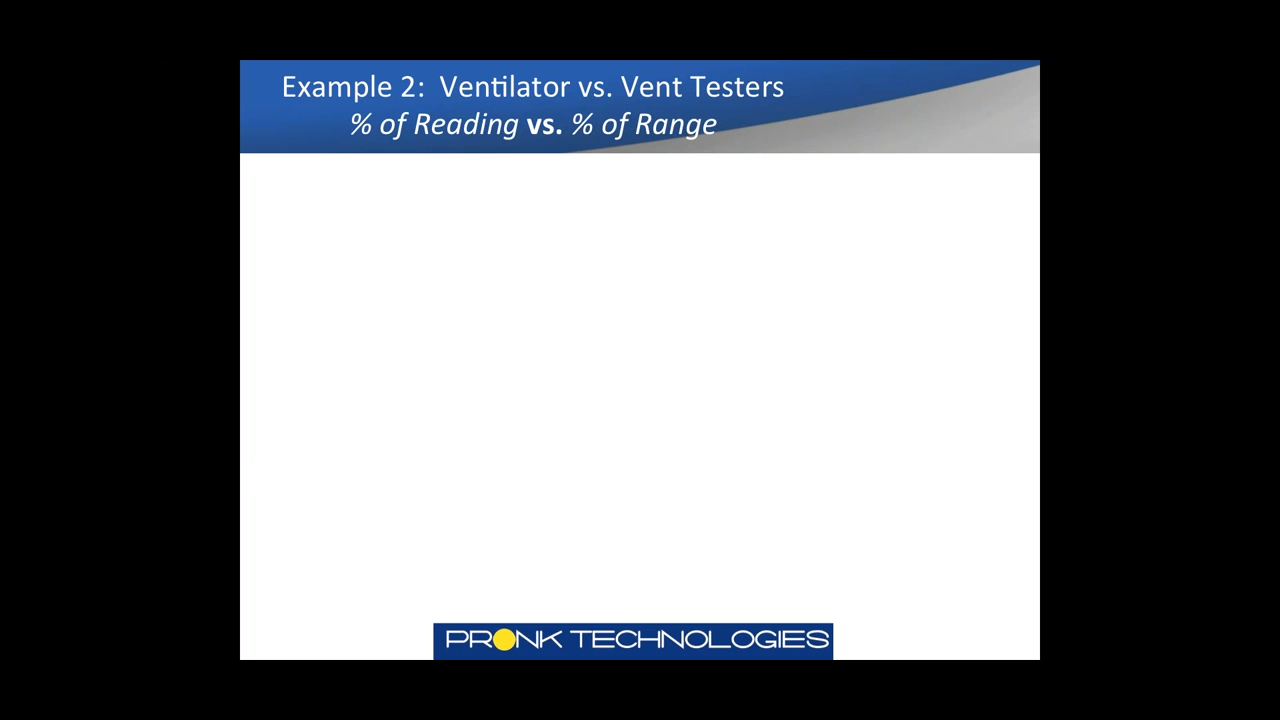 Example 2:  Ventilator vs. Vent Testers
% of Reading vs. % of Range
PRONK TECHNOLOGIES